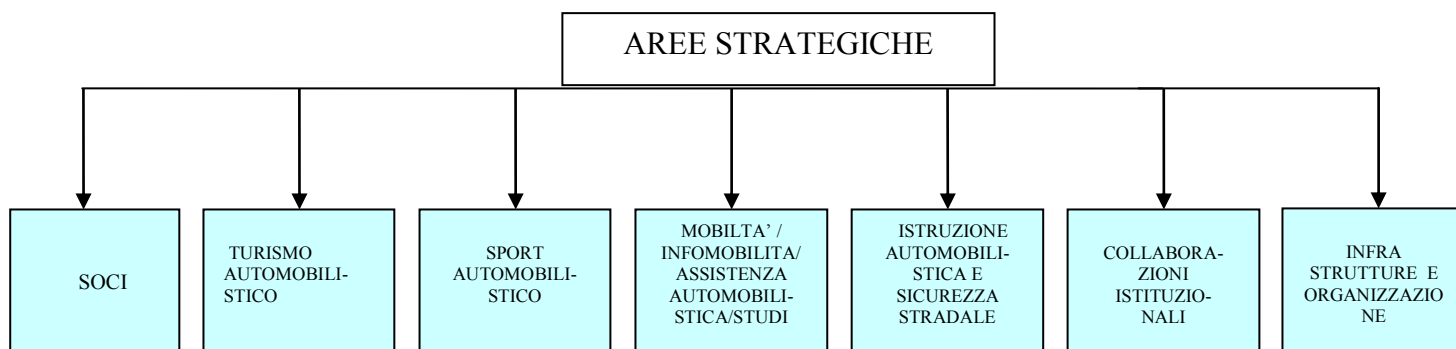 AREE STRATEGICHE
SOCI
TURISMO
AUTOMOBILI-
STICO
SPORT
AUTOMOBILI-
STICO
MOBILTA’ /
INFOMOBILITA/
ASSISTENZA
AUTOMOBILI-
STICA/STUDI
ISTRUZIONE
AUTOMOBILI-
STICA E
SICUREZZA
STRADALE
COLLABORA-
ZIONI
ISTITUZIO-
NALI
INFRA
STRUTTURE E
ORGANIZZAZIO
NE